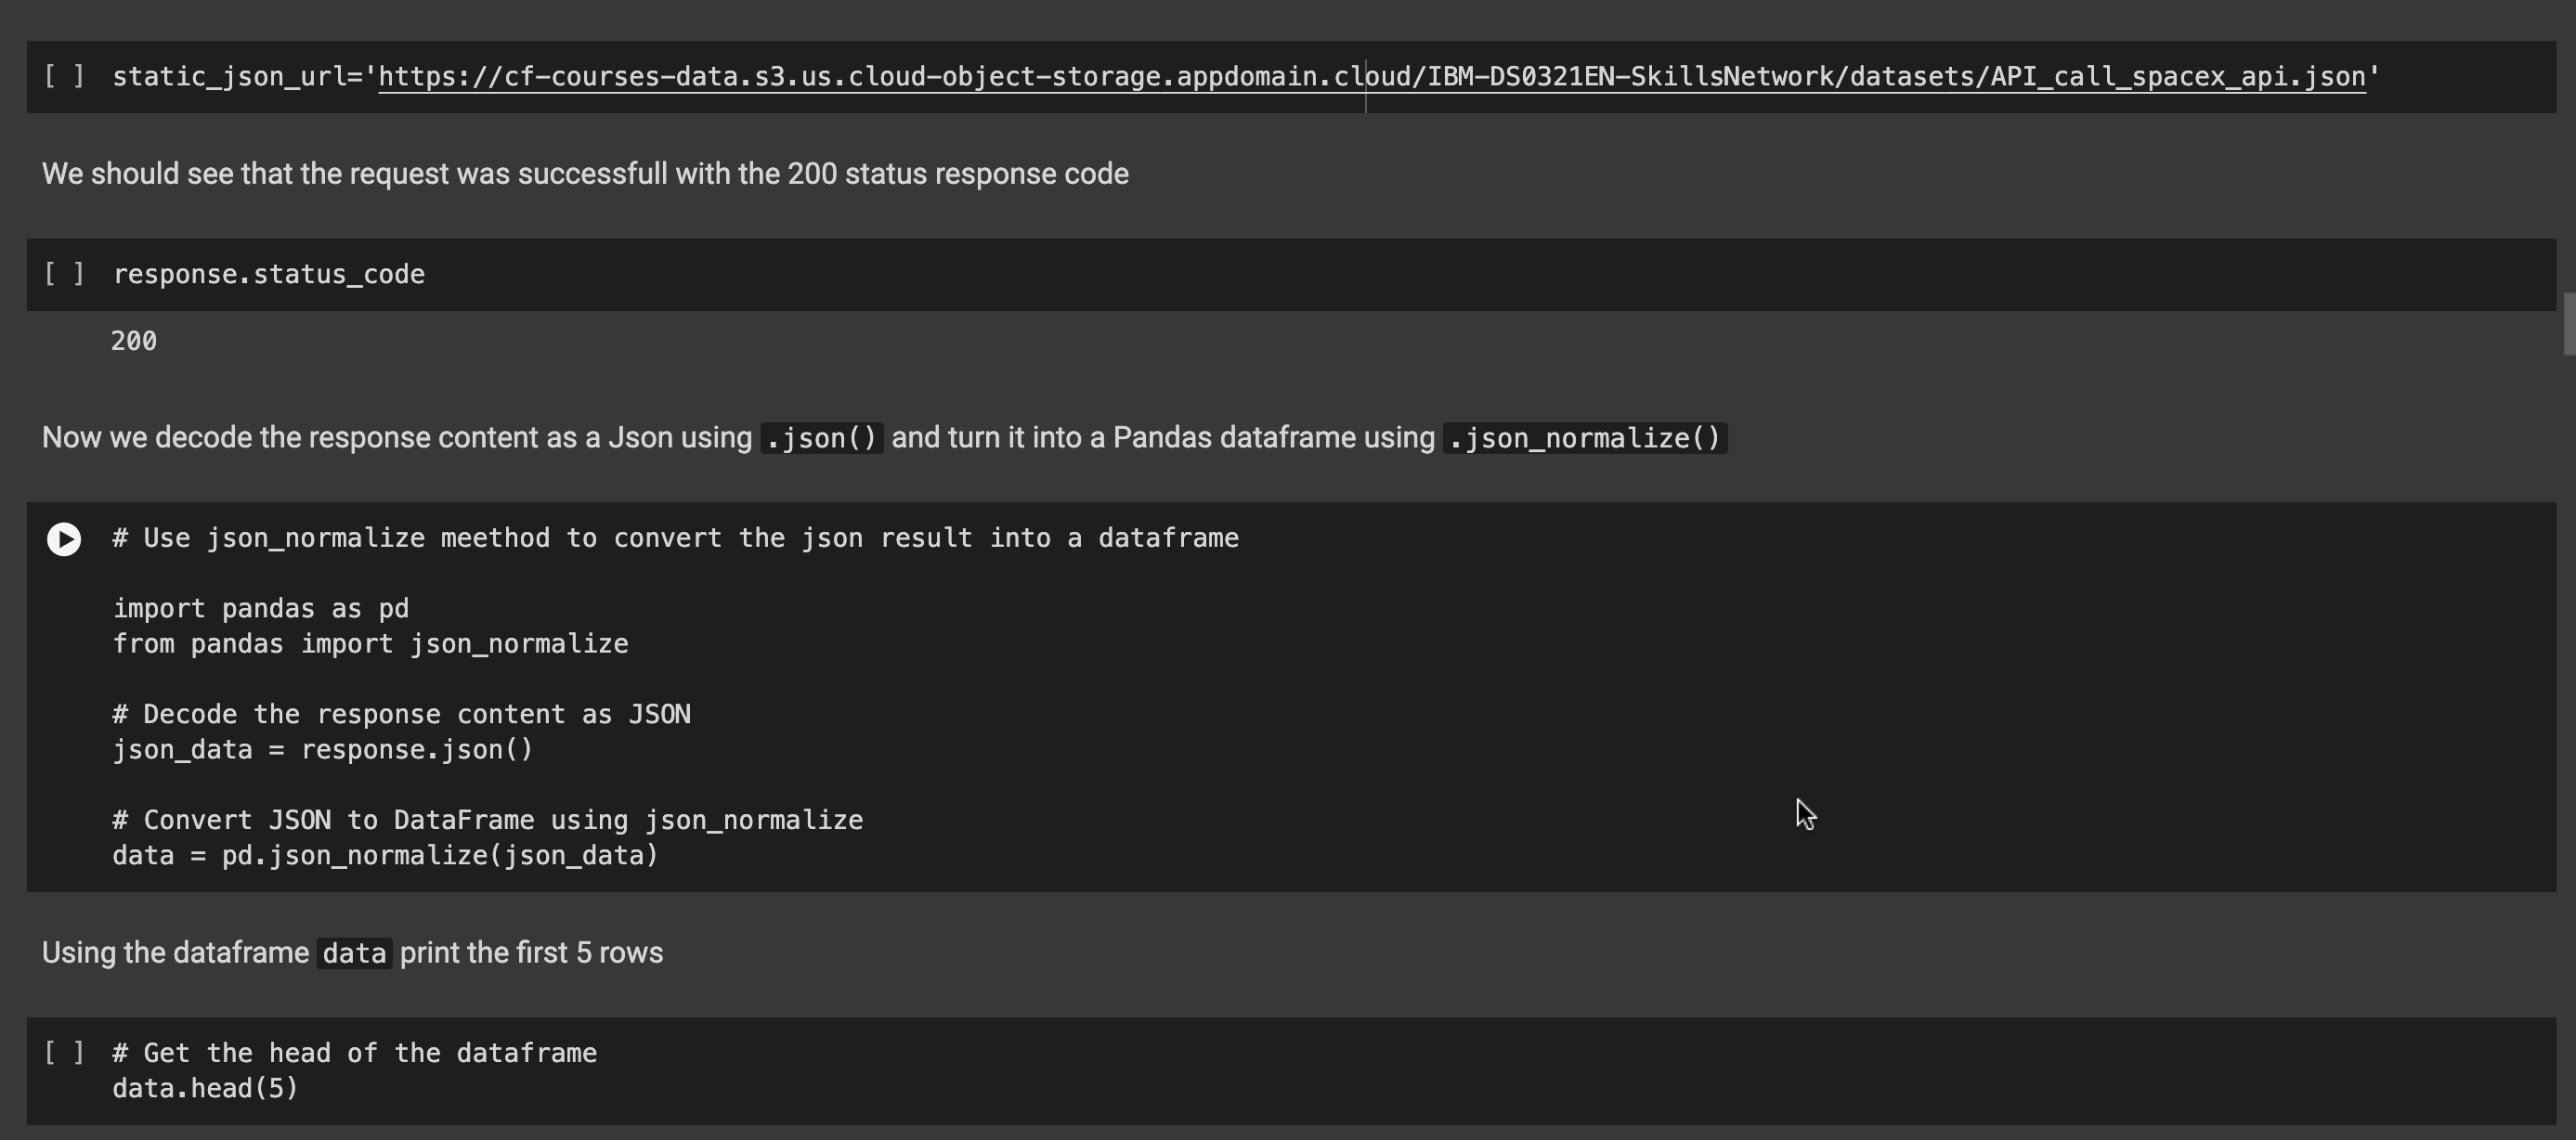 [ ] static_json_url='https://cf-courses-data.s3.us.cloud-object-storage.appdomain.cloud/IBM-DS0321EN-SkillsNetwork/datasets/API_call_spacex_api.json'
We should see that the request was successfull with the 200 status response code
[ ] response.status_code
200
Now we decode the response content as a Json using .json() and turn it into a Pandas dataframe using .json_normalize()
# Use json_normalize meethod to convert the json result into a dataframe
import pandas as pd
from pandas import json_normalize
# Decode the response content as JSON
json_data = response.json()
# Convert JSON to DataFrame using json_normalize
data = pd.json_normalize(json_data)
Using the dataframe data print the first 5 rows
[ ] # Get the head of the dataframe
data.head(5)